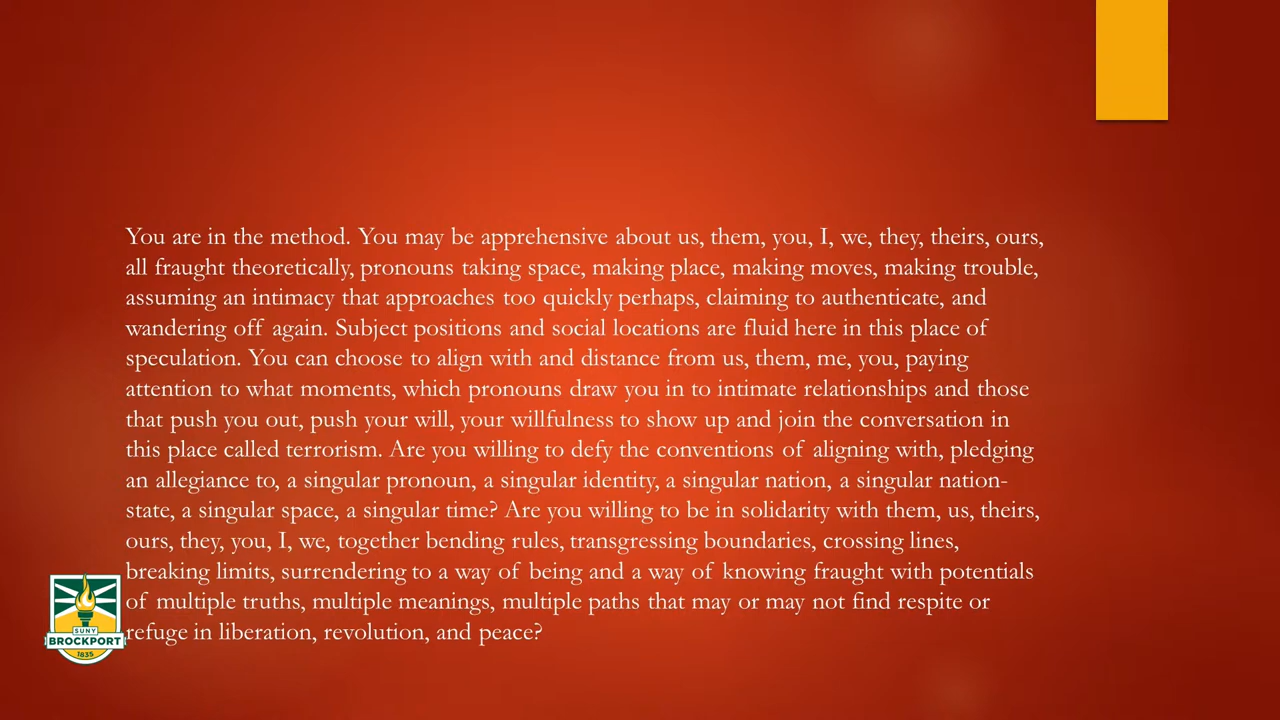 You are in the method. You may be apprehensive about us, them, you, I, we, they, theirs, ours,
all fraught theoretically, pronouns taking space, making place, making moves, making trouble,
assuming an intimacy that approaches too quickly perhaps, claiming to authenticate, and
wandering off again. Subject positions and social locations are fluid here in this place of
speculation. You can choose to align with and distance from us, them, me, you, paying
attention to what moments, which pronouns draw you in to intimate relationships and those
that push you out, push your will, your willfulness to show up and join the conversation in
this place called terrorism. Are you willing to defy the conventions of aligning with, pledging
an allegiance to, a singular pronoun, a singular identity, a singular nation, a singular nation-
state, a singular space, a singular time? Are you willing to be in solidarity with them, us, theirs,
ours, they, you, I, we, together bending rules, transgressing boundaries, crossing lines,
breaking limits, surrendering to a way of being and a way of knowing fraught with potentials
of multiple truths, multiple meanings, multiple paths that may or may not find respite or
refuge in liberation, revolution, and peace?
SUNY
BROCKPORT
1835